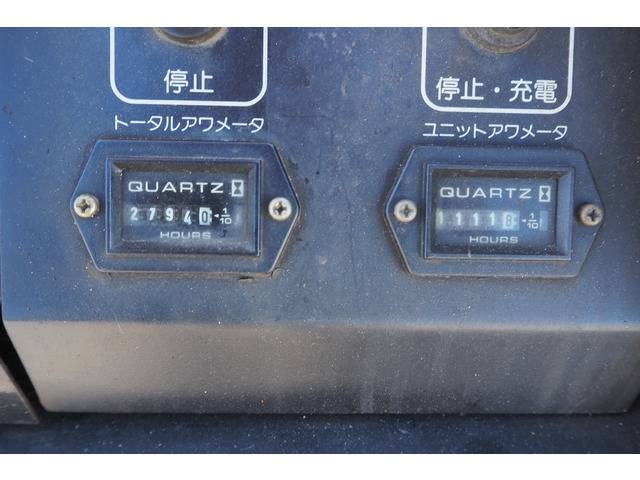 停止
停止・充電
トータルアワメータ
ユニットアワメータ
QUARTZ
27940 1/10
HOURS
QUARTZ
11118 1/10
HOURS